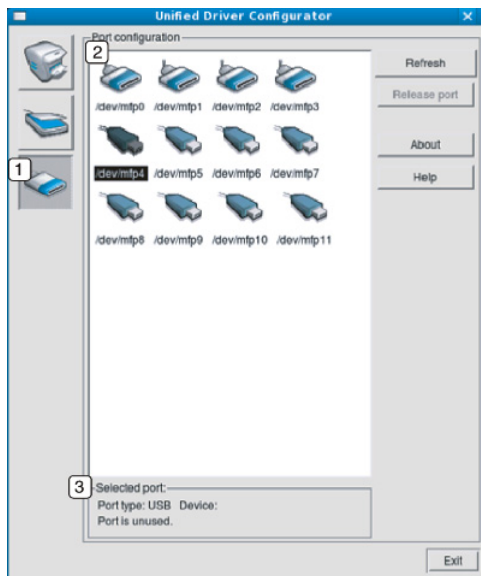 Unified Driver Configurator
Port configuration
2
Refresh
/dev/mfp0 /dev/mfp1 /dev/mfp2 /dev/mfp3
Release port
About
1
/dev/mfp4 /dev/mfp5 /dev/mfp6 /dev/mfp7
Help
/dev/mfp8 /dev/mfp9 /dev/mfp10 /dev/mfp11
3
Selected port:
Port type: USB Device:
Port is unused.
Exit